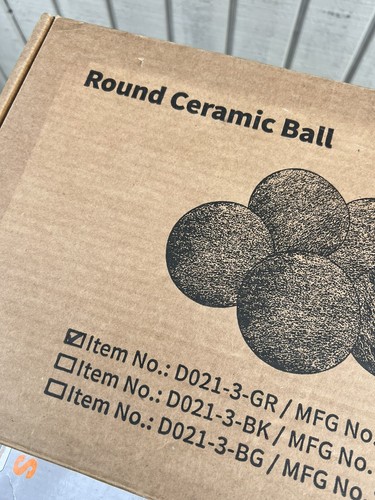 Round Ceramic Ball
Item No.: D021-3-GR / MFG No.
Item No.: D021-3-BK / MFG No.
Item No.: D021-3-BG / MFG No.
S